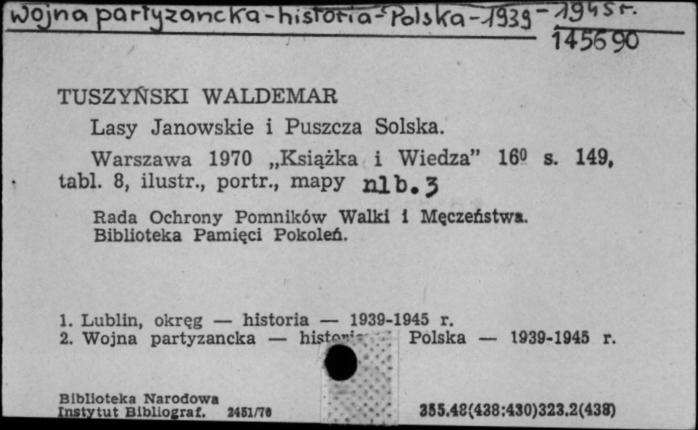 Wojna partyzancka-historia-Polska-1939-1945r.
145690
TUSZYŃSKI WALDEMAR
Lasy Janowskie i Puszcza Solska.
Warszawa 1970 „Książka i Wiedza” 16º s. 149,
tabl. 8, ilustr., portr., mapy nlb. 3
Rada Ochrony Pomników Walki i Męczeństwa.
Biblioteka Pamięci Pokoleń.
1. Lublin, okręg — historia — 1939-1945 r.
2. Wojna partyzancka — historia Polska — 1939-1945 r.
Biblioteka Narodowa
Instytut Bibliograf. 2451/70 355.48(438:430)323.2(438)